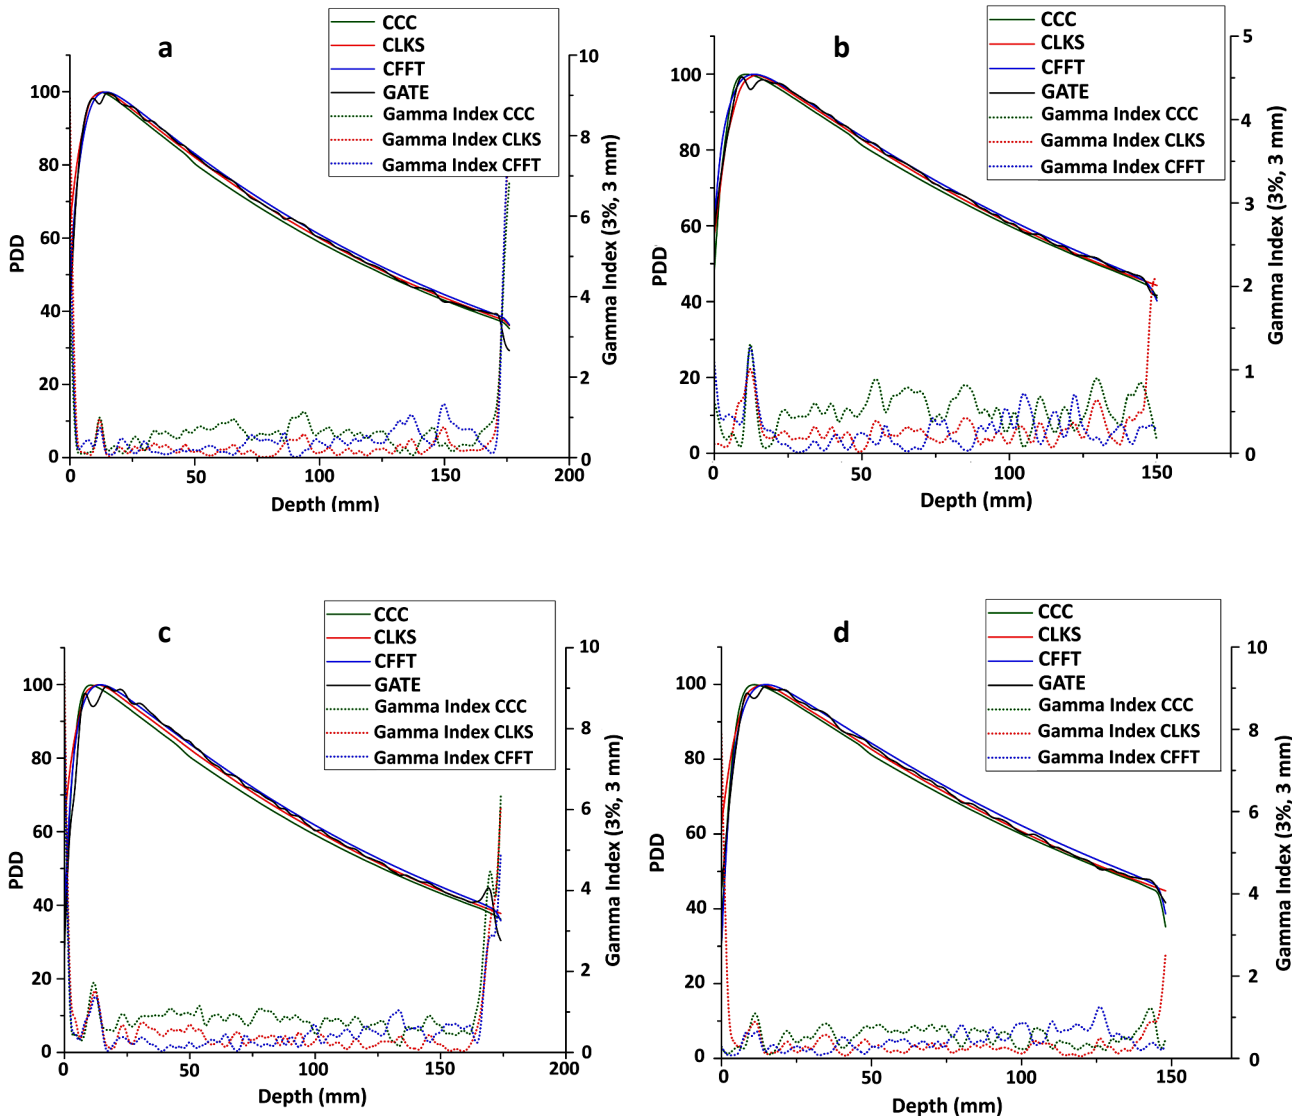 a
CCC
CLKS
CFFT
GATE
Gamma Index CCC
Gamma Index CLKS
Gamma Index CFFT
PDD
100
80
60
40
20
0
0
50
100
150
200
Depth (mm)
10
8
6
4
2
0
Gamma Index (3%, 3 mm)
b
CCC
CLKS
CFFT
GATE
Gamma Index CCC
Gamma Index CLKS
Gamma Index CFFT
PDD
100
80
60
40
20
0
0
50
100
150
Depth (mm)
5
4
3
2
1
0
Gamma Index (3%, 3 mm)
c
CCC
CLKS
CFFT
GATE
Gamma Index CCC
Gamma Index CLKS
Gamma Index CFFT
PDD
100
80
60
40
20
0
0
50
100
150
200
Depth (mm)
10
8
6
4
2
0
Gamma Index (3%, 3 mm)
d
CCC
CLKS
CFFT
GATE
Gamma Index CCC
Gamma Index CLKS
Gamma Index CFFT
PDD
100
80
60
40
20
0
0
50
100
150
Depth (mm)
10
8
6
4
2
0
Gamma Index (3%, 3 mm)